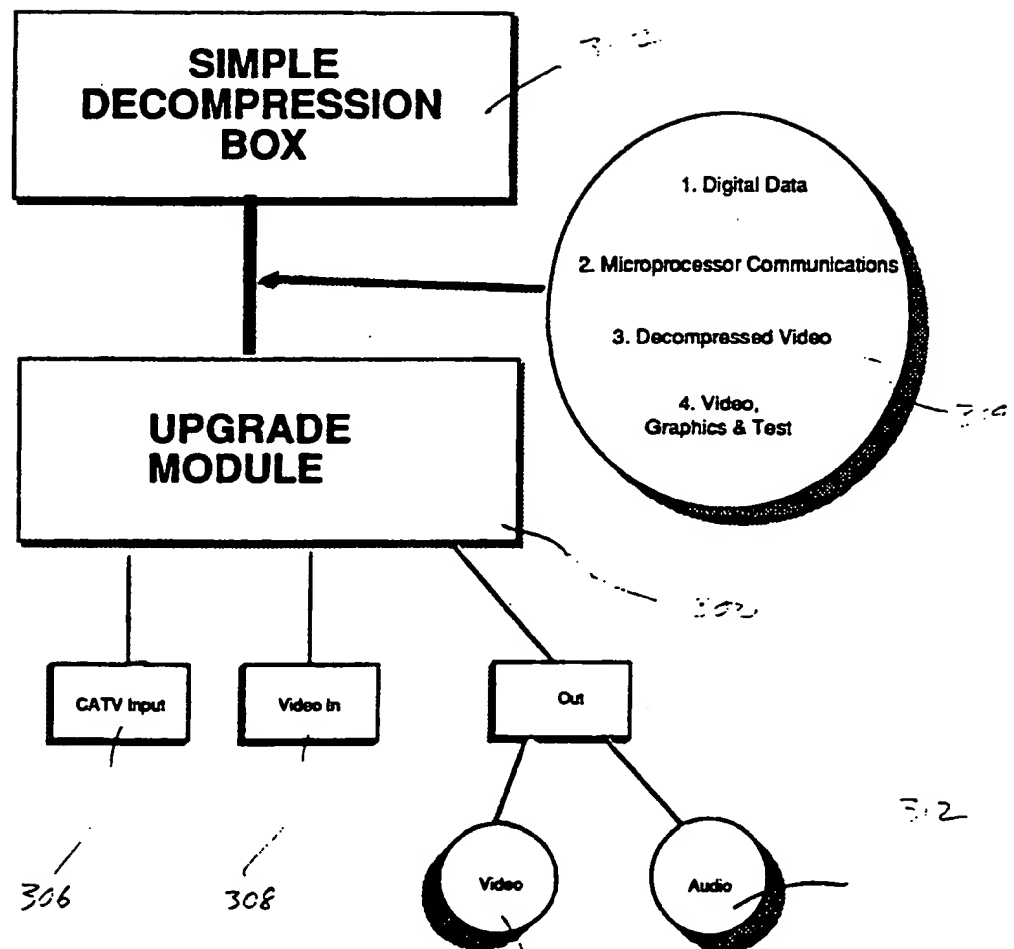 SIMPLE
DECOMPRESSION
BOX
1. Digital Data
2. Microprocessor Communications
3. Decompressed Video
4. Video,
Graphics & Test
UPGRADE
MODULE
CATV Input
Video In
Out
312
Video
Audio
306
308